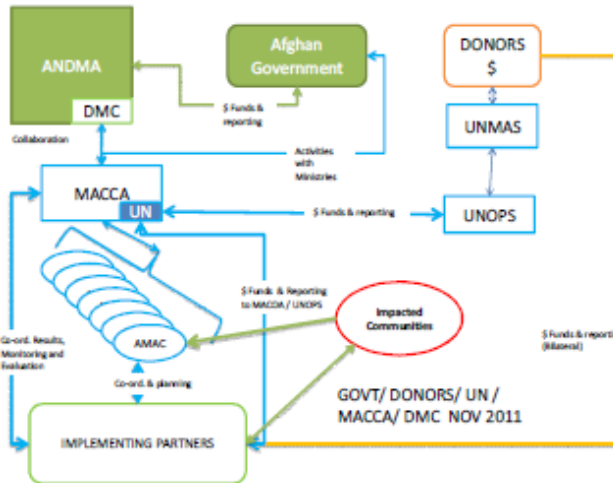 ANDMA
DMC
Afghan
Government
DONORS
$
$ Funds &
reporting
UNMAS
Collaboration
Activities
with
Ministries
MACCA
UN
$ Funds & reporting
UNOPS
$ Funds & Reporting
to MACCA / UNOPS
Impacted
Communities
AMAC
Co-ord. Results,
Monitoring and
Evaluation
$ Funds & reporti
(Bilateral)
Co-ord. & planning
GOVT/ DONORS/ UN /
MACCA/ DMC NOV 2011
IMPLEMENTING PARTNERS